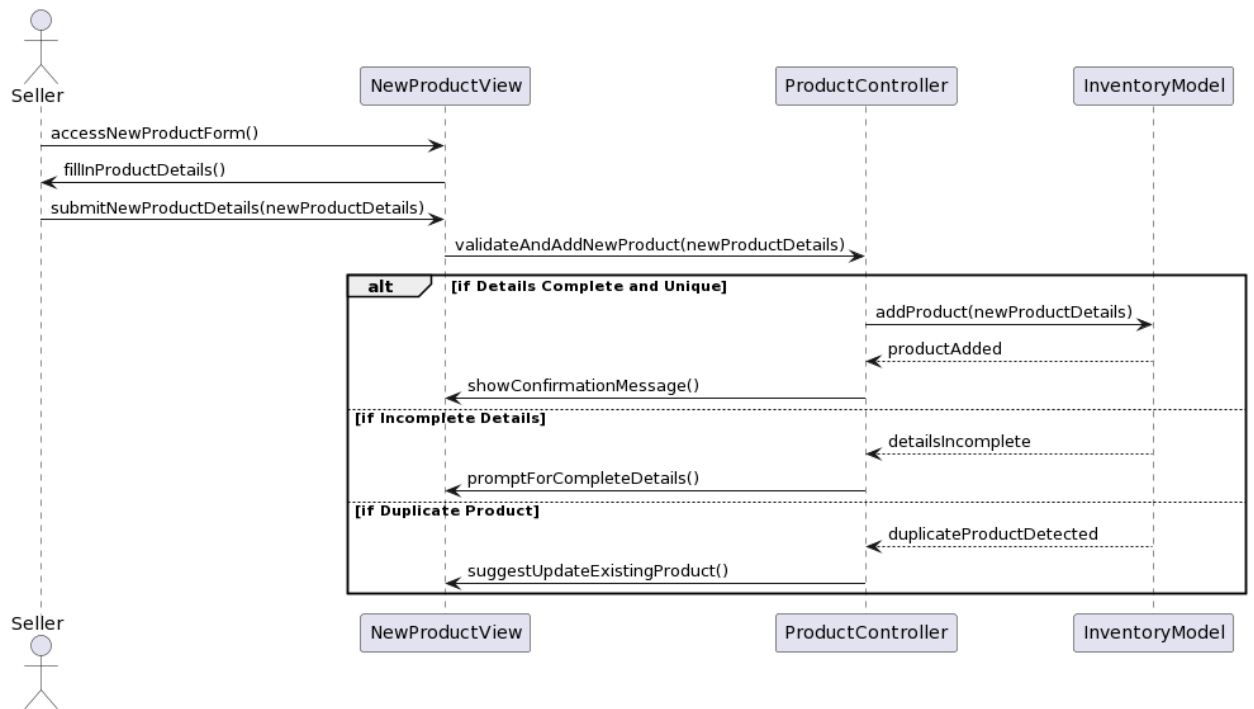 Seller
NewProductView
ProductController
InventoryModel
accessNewProductForm()
fillInProductDetails()
submitNewProductDetails(newProductDetails)
validateAndAddNewProduct(newProductDetails)
alt
[if Details Complete and Unique]
addProduct(newProductDetails)
productAdded
showConfirmationMessage()
[if Incomplete Details]
detailsIncomplete
promptForCompleteDetails()
[if Duplicate Product]
duplicateProductDetected
suggestUpdateExistingProduct()
Seller
NewProductView
ProductController
InventoryModel